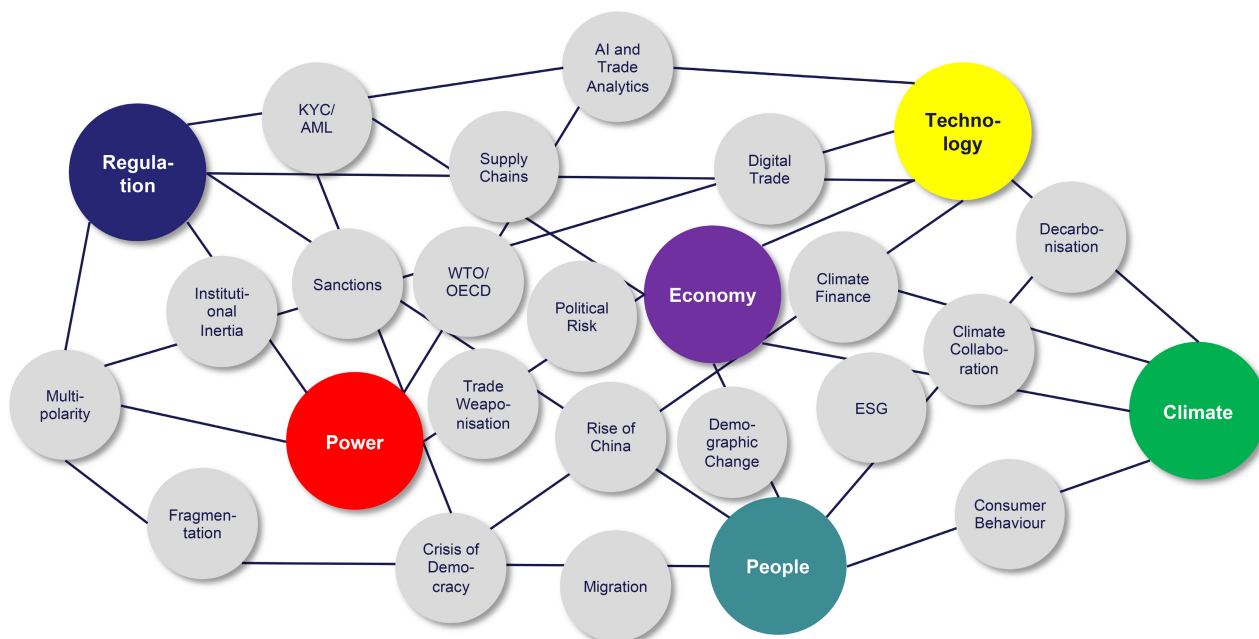 AI and
Trade
Analytics
KYC/
AML
Techno-
logy
Regula-
tion
Supply
Chains
Digital
Trade
Decarbo-
nisation
Instituti-
onal
Inertia
Sanctions
WTO/
OECD
Political
Risk
Economy
Climate
Finance
Climate
Collabo-
ration
Multi-
polarity
Power
Trade
Weapo-
nisation
Rise of
China
Demo-
graphic
Change
ESG
Climate
Fragmen-
tation
Crisis of
Demo-
cracy
Migration
People
Consumer
Behaviour